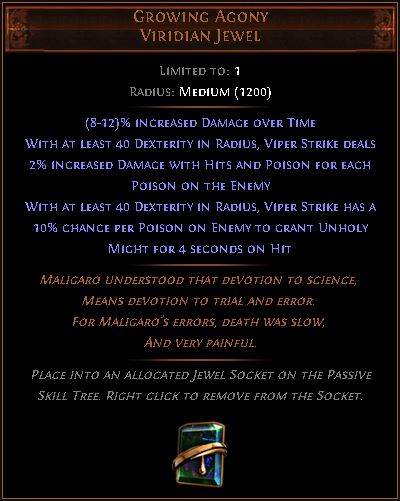 Growing Agony
Viridian Jewel
Limited to: 1
Radius: Medium (1200)
(8-12)% increased Damage over Time
With at least 40 Dexterity in Radius, Viper Strike deals
2% increased Damage with Hits and Poison for each
Poison on the Enemy
With at least 40 Dexterity in Radius, Viper Strike has a
10% chance per Poison on Enemy to grant Unholy
Might for 4 seconds on Hit
Maligaro understood that devotion to science,
Means devotion to trial and error.
For Maligaro's errors, death was slow,
And very painful.
Place into an allocated Jewel Socket on the Passive
Skill Tree. Right click to remove from the Socket.